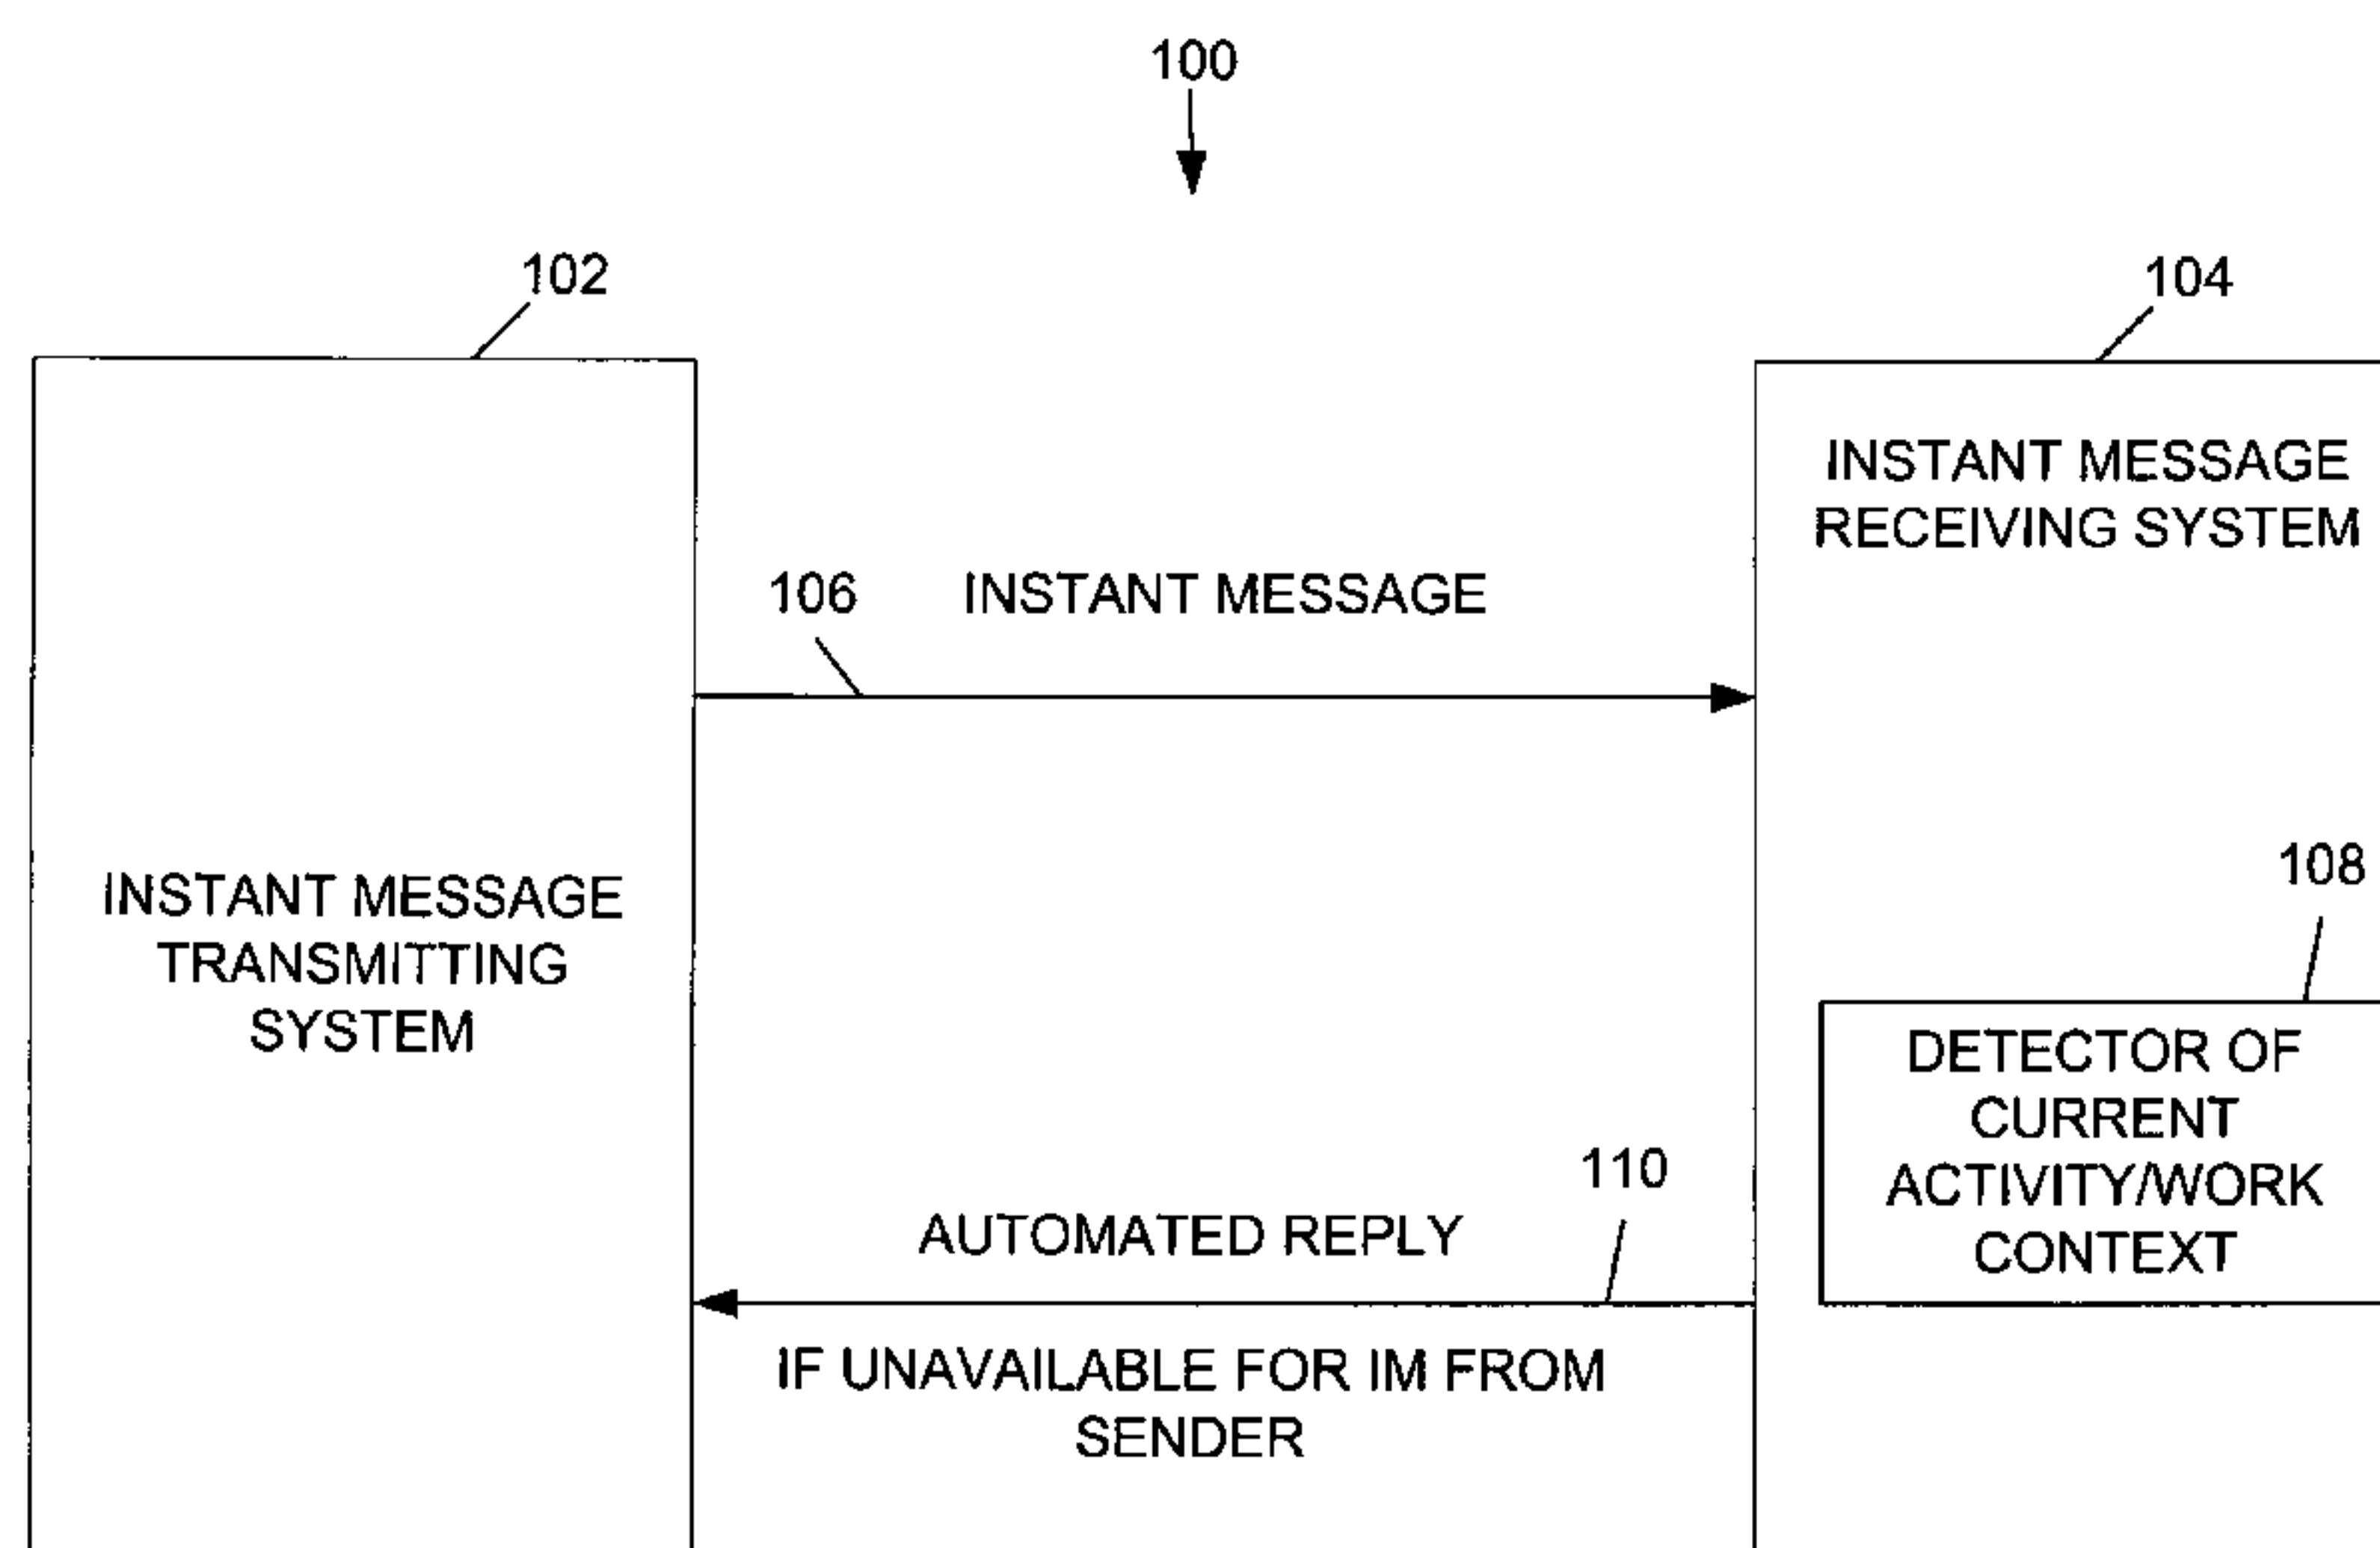 100
102
104
INSTANT MESSAGE
RECEIVING SYSTEM
106
INSTANT MESSAGE
108
INSTANT MESSAGE
TRANSMITTING
SYSTEM
DETECTOR OF
CURRENT
ACTIVITY/WORK
CONTEXT
110
AUTOMATED REPLY
IF UNAVAILABLE FOR IM FROM
SENDER